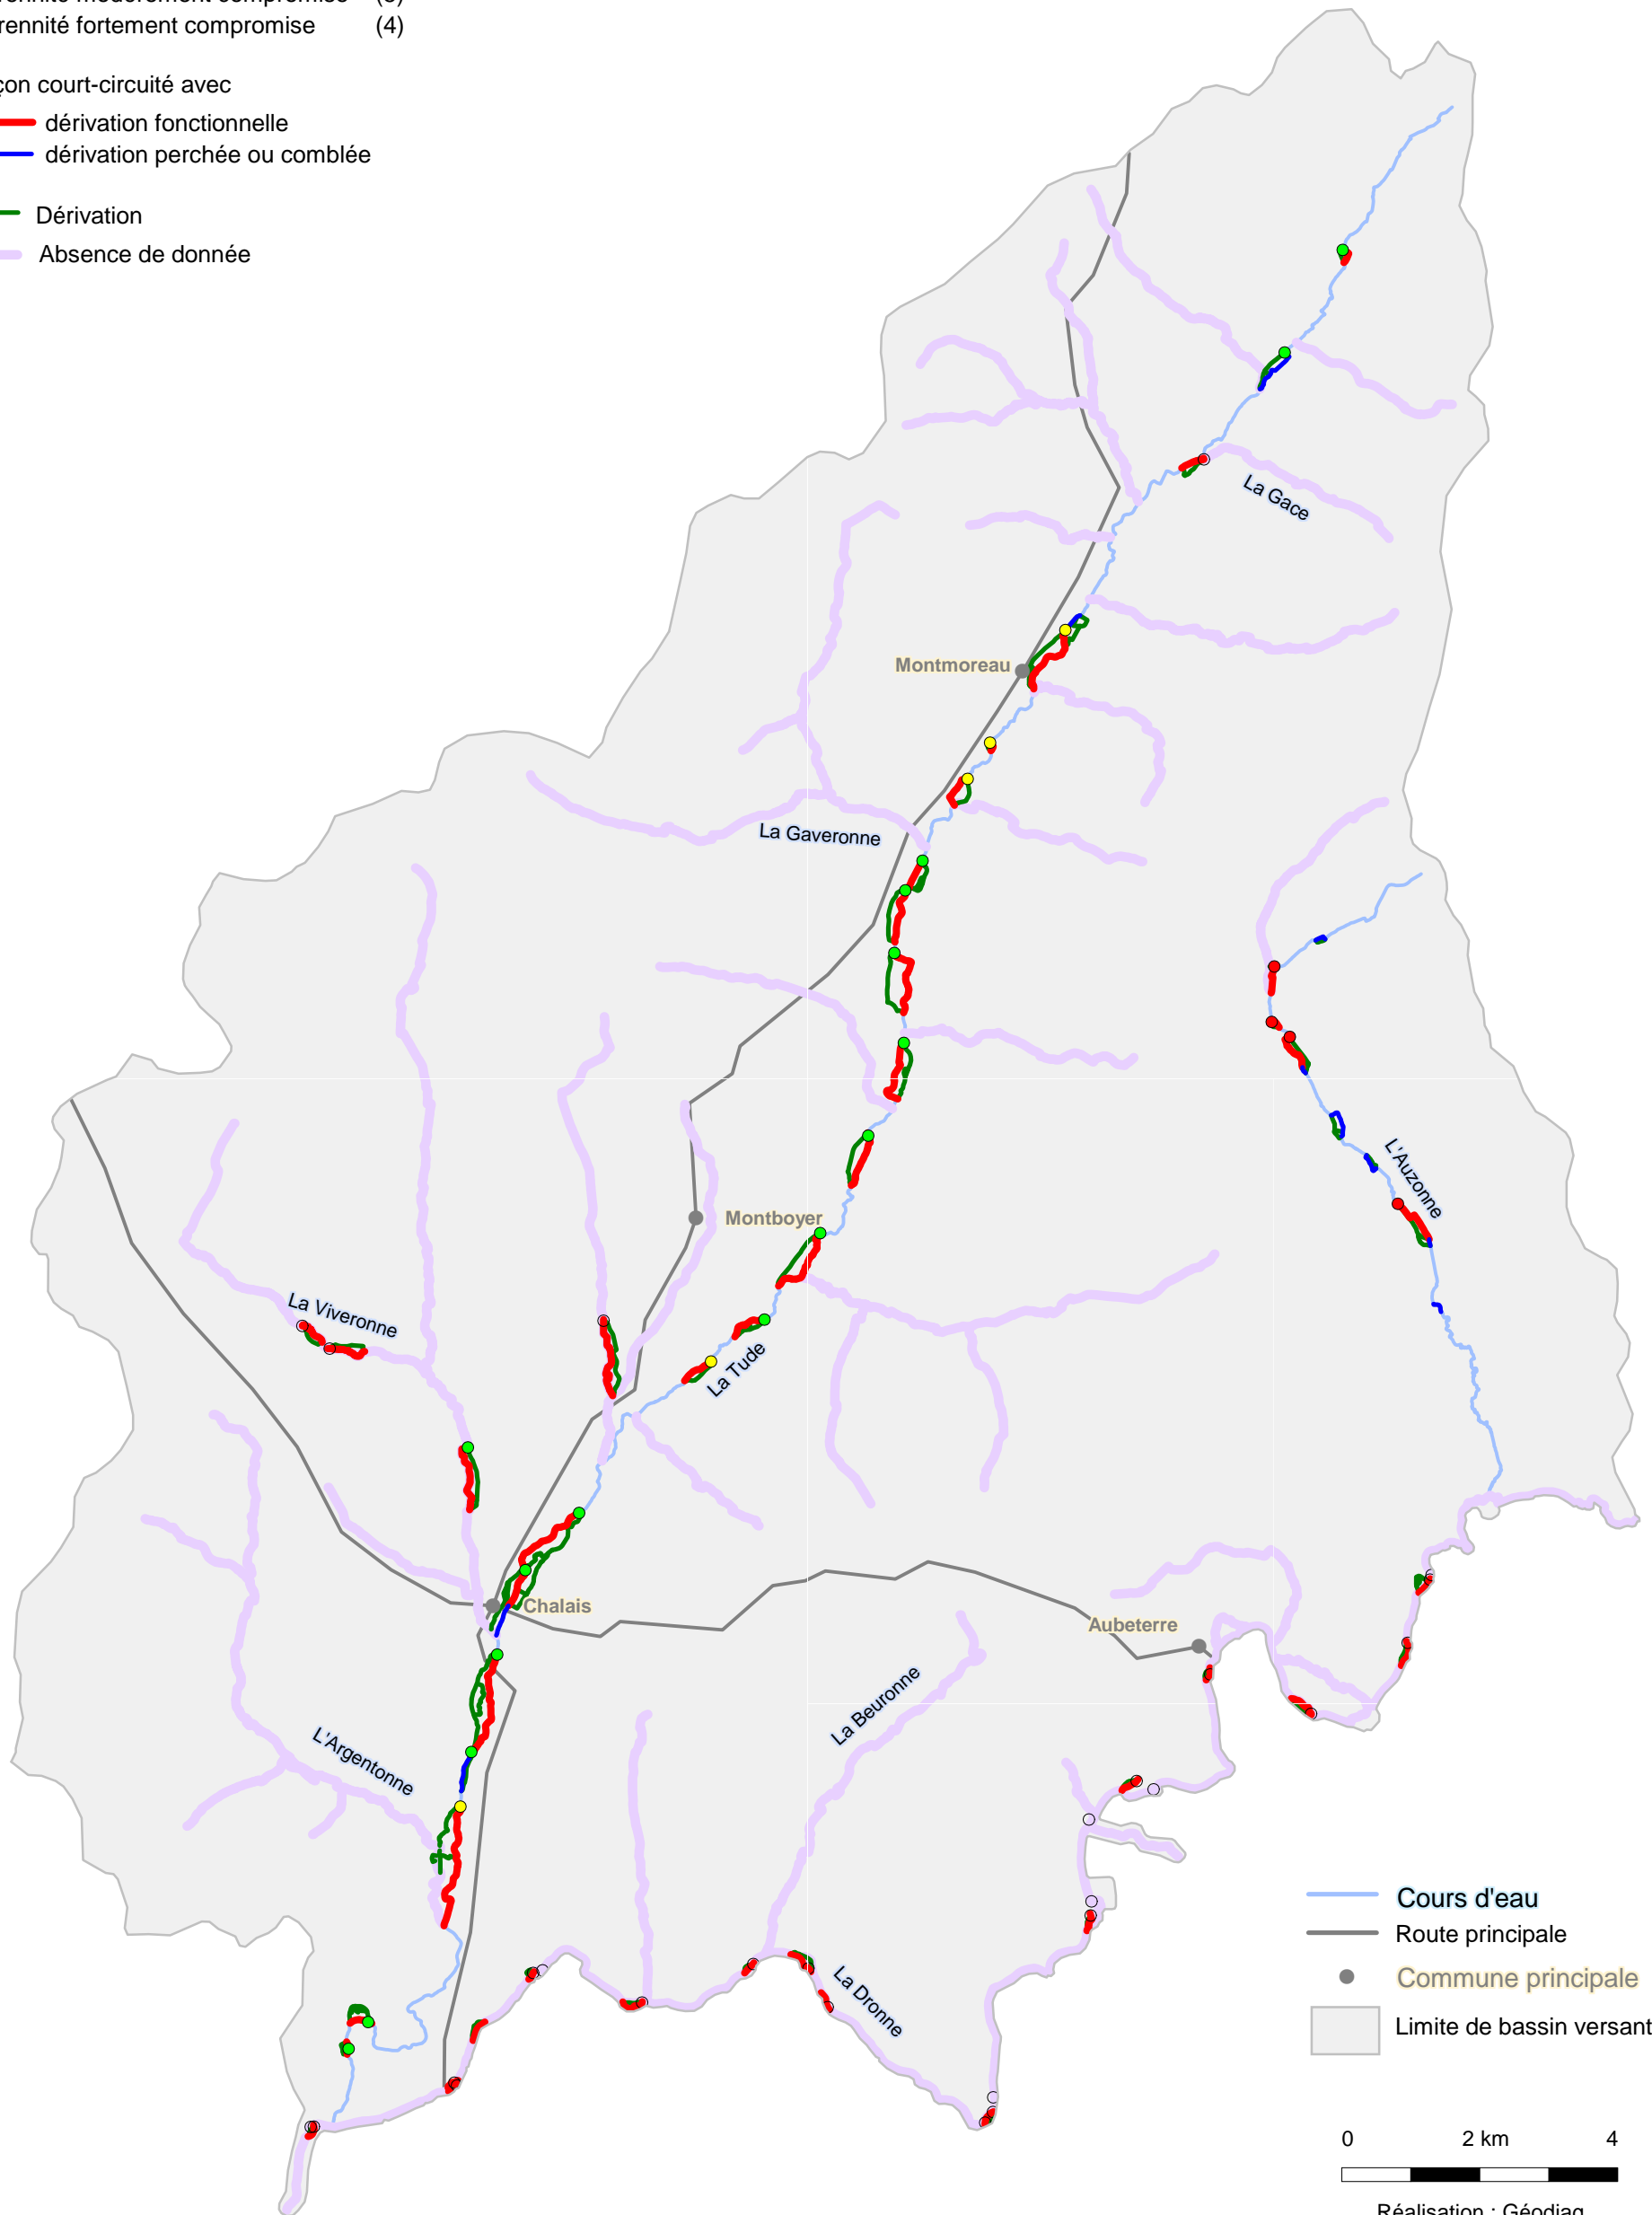 fortement compromise (4)
court-circuité avec
dérivation fonctionnelle
dérivation perchée ou comblée
Dérivation
Absence de donnée
La Gace
Montmoreau
La Gaveronne
L'Auzonne
Montboyer
La Viveronne
La Tude
Chalais
Aubeterre
La Beuronne
L'Argentonne
La Dronne
Cours d'eau
Route principale
Commune principale
Limite de bassin versant
0 2 km 4
Réalisation : Géodiag